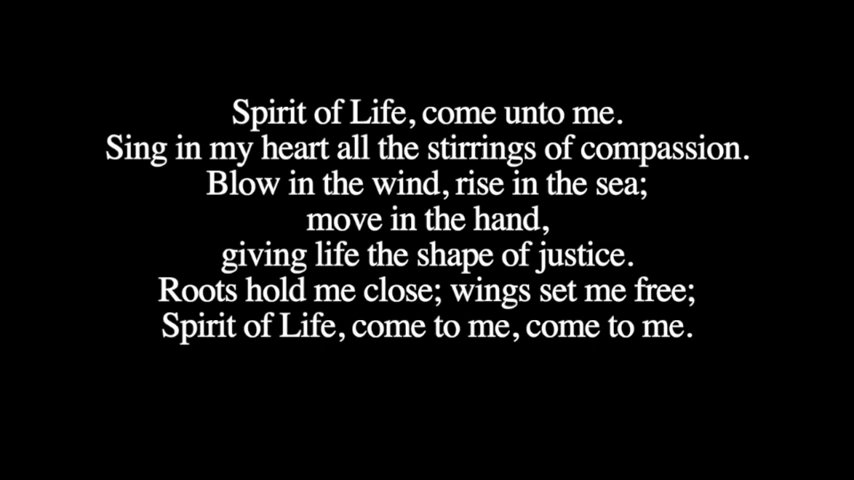 Spirit of Life, come unto me.
Sing in my heart all the stirrings of compassion.
Blow in the wind, rise in the sea;
move in the hand,
giving life the shape of justice.
Roots hold me close; wings set me free;
Spirit of Life, come to me, come to me.